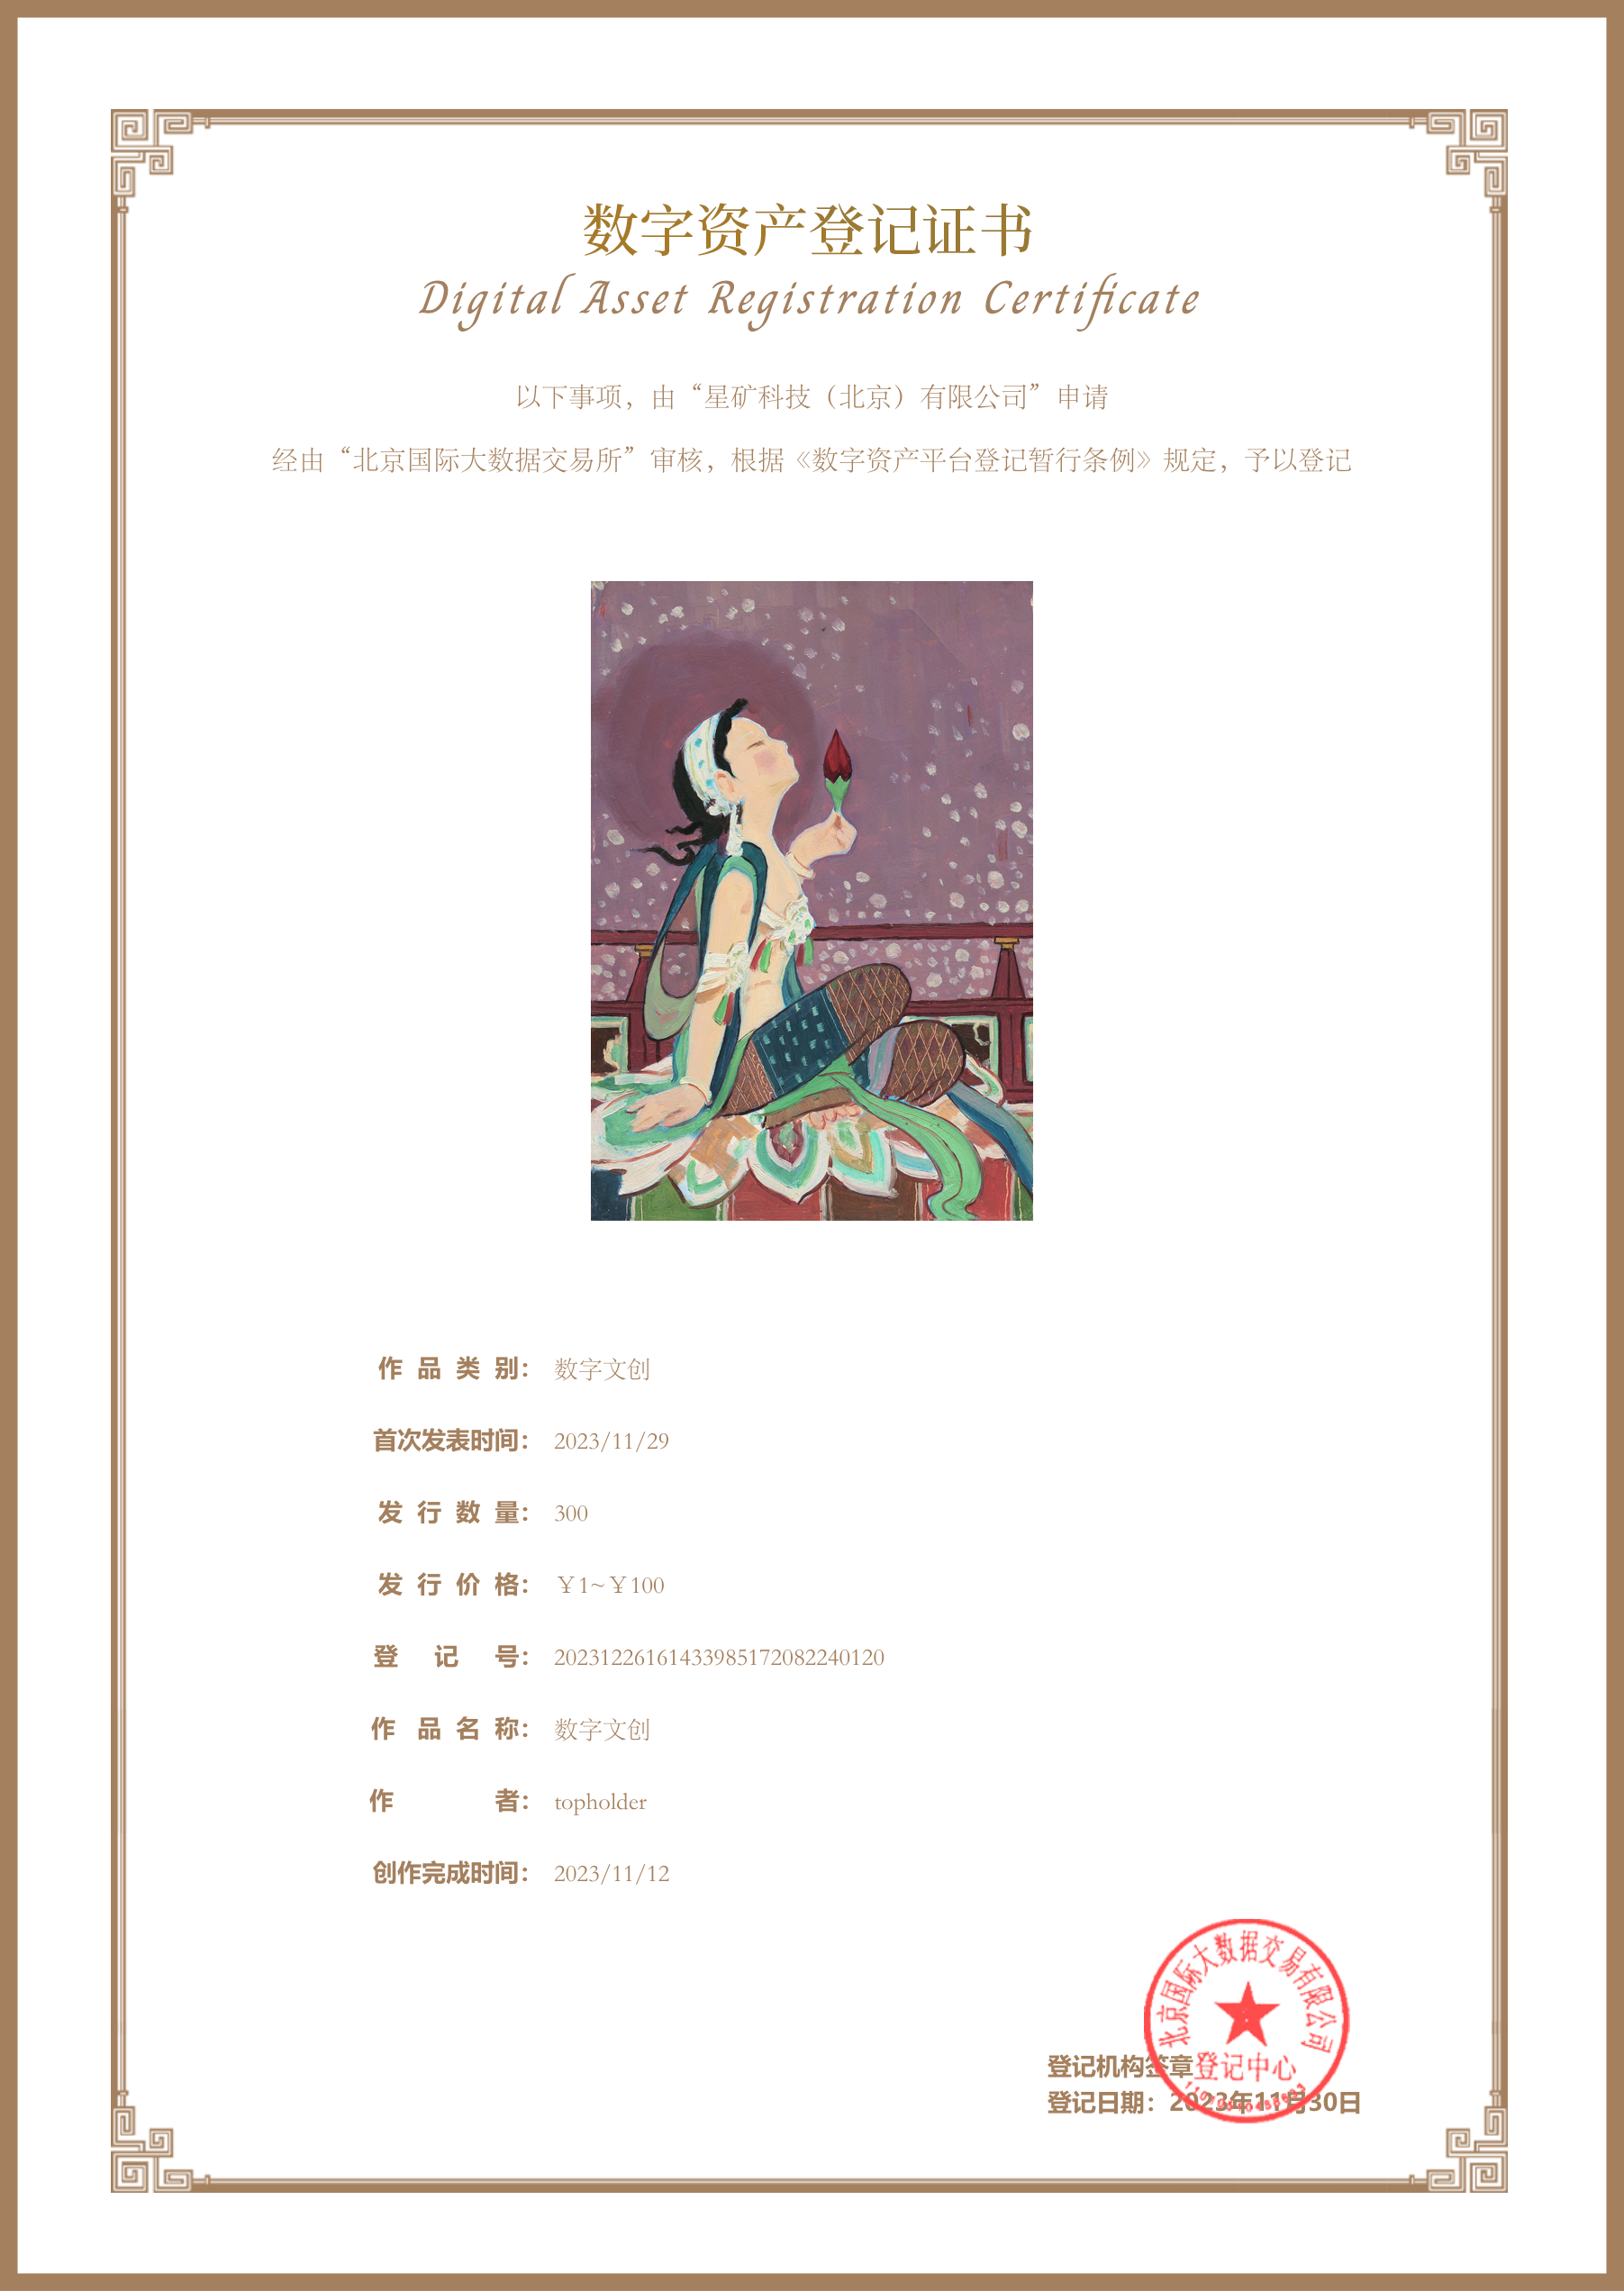 数字资产登记证书
Digital Asset Registration Certificate
以下事项，由“星矿科技（北京）有限公司”申请
经由“北京国际大数据交易所”审核，根据《数字资产平台登记暂行条例》规定，予以登记
作品类别： 数字文创
首次发表时间： 2023/11/29
发行数量： 300
发行价格： ￥1~￥100
登记号： 20231226161433985172082240120
作品名称： 数字文创
作者： topholder
创作完成时间： 2023/11/12
北京国际大数据交易有限公司
登记中心
登记机构签章
登记日期：2023年11月30日